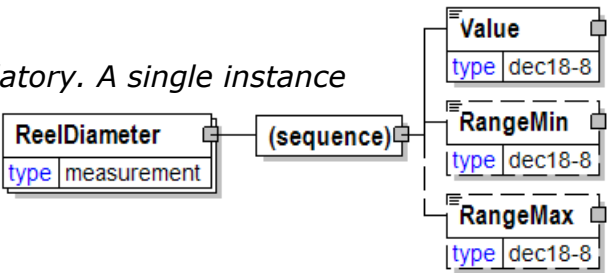 Value
type dec18-8
atory. A single instance
RangeMin
type dec18-8
ReelDiameter
type measurement
(sequence)
RangeMax
type dec18-8